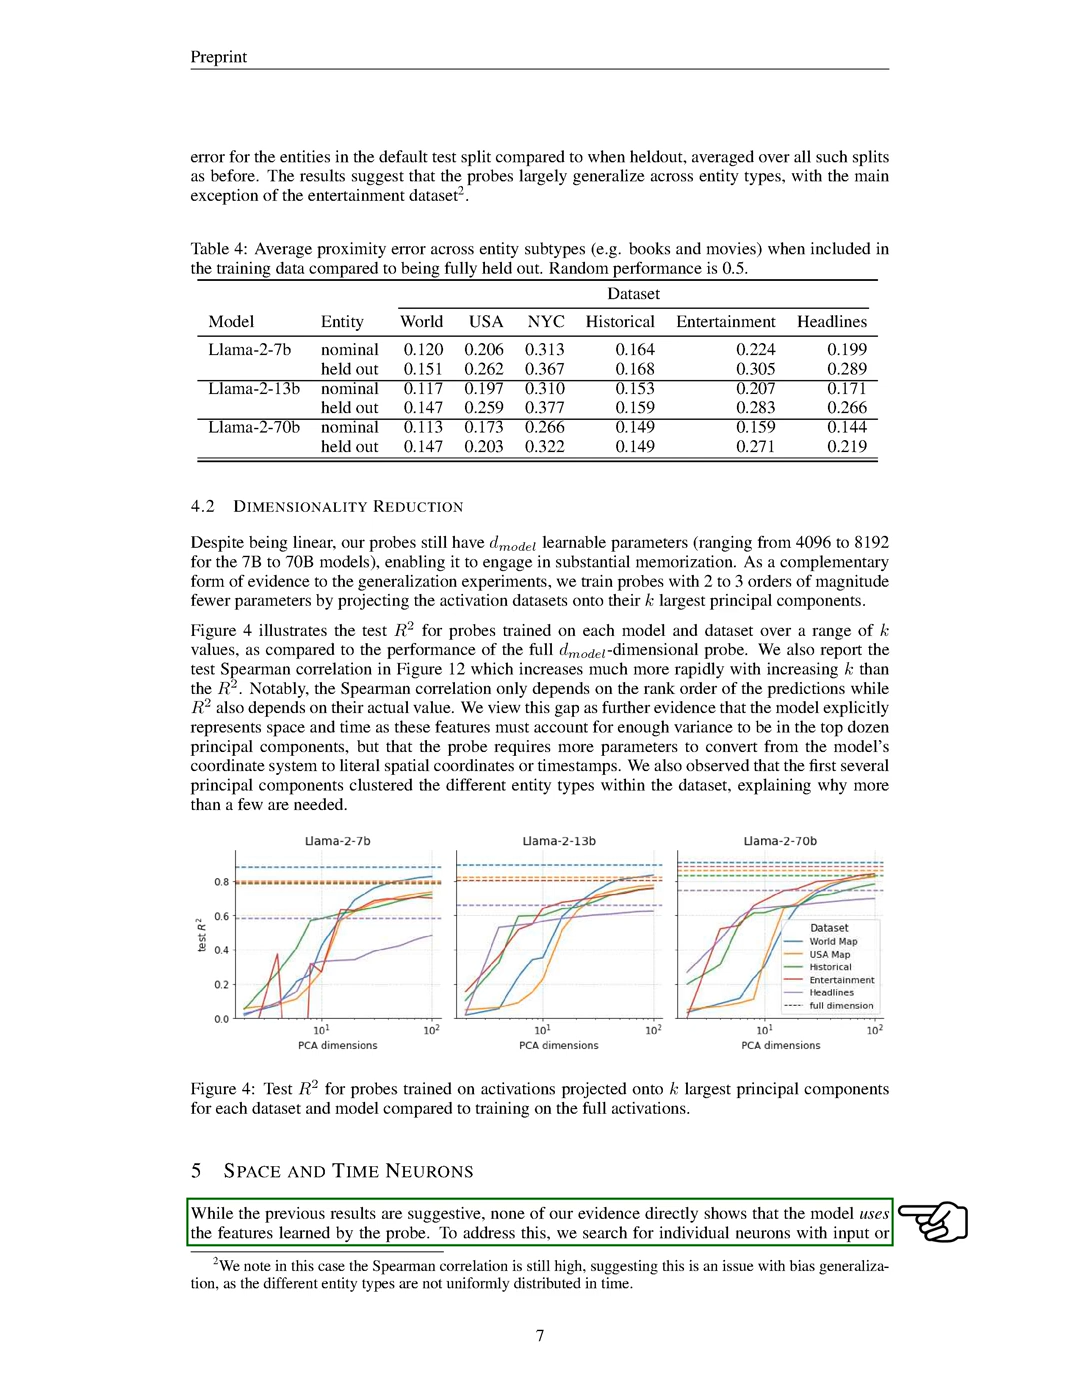 Preprint
error for the entities in the default test split compared to when heldout, averaged over all such splits
as before. The results suggest that the probes largely generalize across entity types, with the main
exception of the entertainment dataset².
Table 4: Average proximity error across entity subtypes (e.g. books and movies) when included in
the training data compared to being fully held out. Random performance is 0.5.
Dataset
Model Entity World USA NYC Historical Entertainment Headlines
Llama-2-7b nominal 0.120 0.206 0.313 0.164 0.224 0.199
held out 0.151 0.262 0.367 0.168 0.305 0.289
Llama-2-13b nominal 0.117 0.197 0.310 0.153 0.207 0.171
held out 0.147 0.259 0.377 0.159 0.283 0.266
Llama-2-70b nominal 0.113 0.173 0.266 0.149 0.159 0.144
held out 0.147 0.203 0.322 0.149 0.271 0.219
4.2 DIMENSIONALITY REDUCTION
Despite being linear, our probes still have d_model learnable parameters (ranging from 4096 to 8192
for the 7B to 70B models), enabling it to engage in substantial memorization. As a complementary
form of evidence to the generalization experiments, we train probes with 2 to 3 orders of magnitude
fewer parameters by projecting the activation datasets onto their k largest principal components.
Figure 4 illustrates the test R² for probes trained on each model and dataset over a range of k
values, as compared to the performance of the full d_model-dimensional probe. We also report the
test Spearman correlation in Figure 12 which increases much more rapidly with increasing k than
the R². Notably, the Spearman correlation only depends on the rank order of the predictions while
R² also depends on their actual value. We view this gap as further evidence that the model explicitly
represents space and time as these features must account for enough variance to be in the top dozen
principal components, but that the probe requires more parameters to convert from the model's
coordinate system to literal spatial coordinates or timestamps. We also observed that the first several
principal components clustered the different entity types within the dataset, explaining why more
than a few are needed.
Llama-2-7b Llama-2-13b Llama-2-70b
test R²
0.8
0.6
0.4
0.2
0.0
Dataset
World Map
USA Map
Historical
Entertainment
Headlines
full dimension
10¹ 10² 10¹ 10² 10¹ 10²
PCA dimensions PCA dimensions PCA dimensions
Figure 4: Test R² for probes trained on activations projected onto k largest principal components
for each dataset and model compared to training on the full activations.
5 SPACE AND TIME NEURONS
While the previous results are suggestive, none of our evidence directly shows that the model uses
the features learned by the probe. To address this, we search for individual neurons with input or
²We note in this case the Spearman correlation is still high, suggesting this is an issue with bias generaliza-
tion, as the different entity types are not uniformly distributed in time.
7